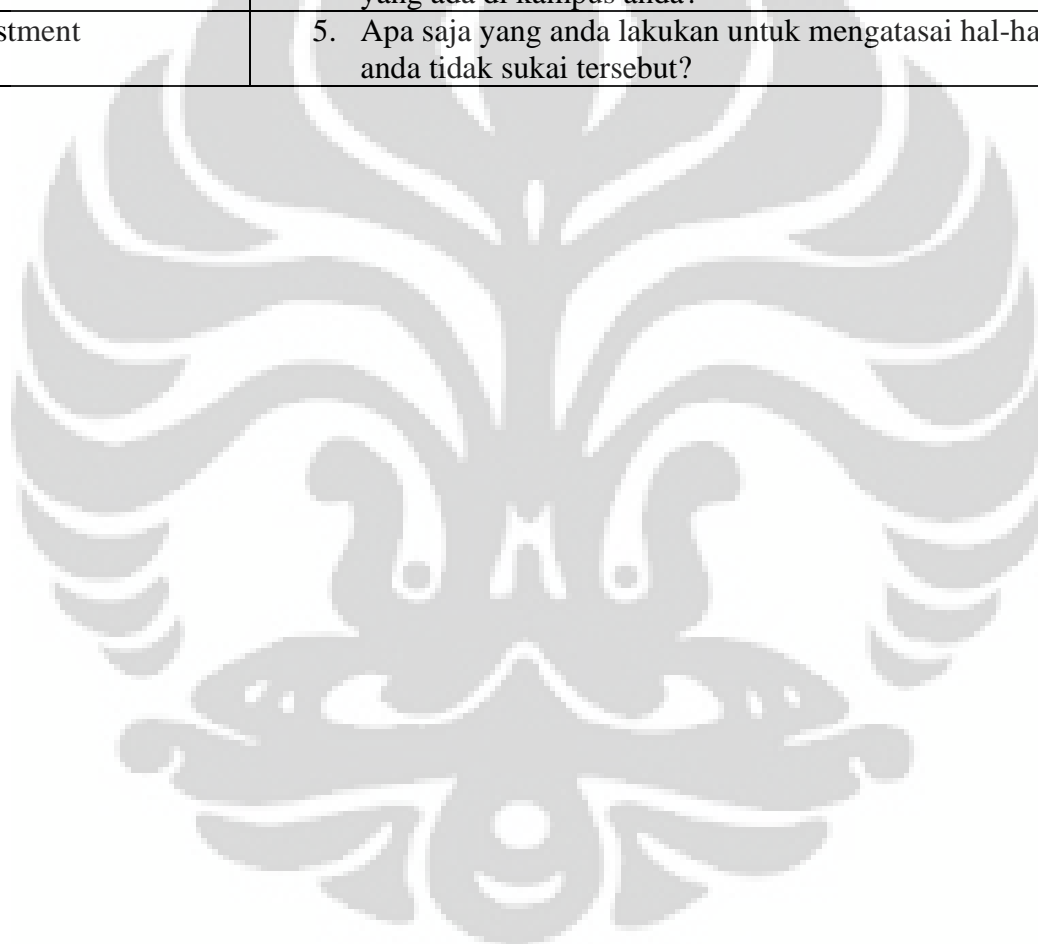 yang ada di kampus anda?
stment
5. Apa saja yang anda lakukan untuk mengatasai hal-ha
anda tidak sukai tersebut?